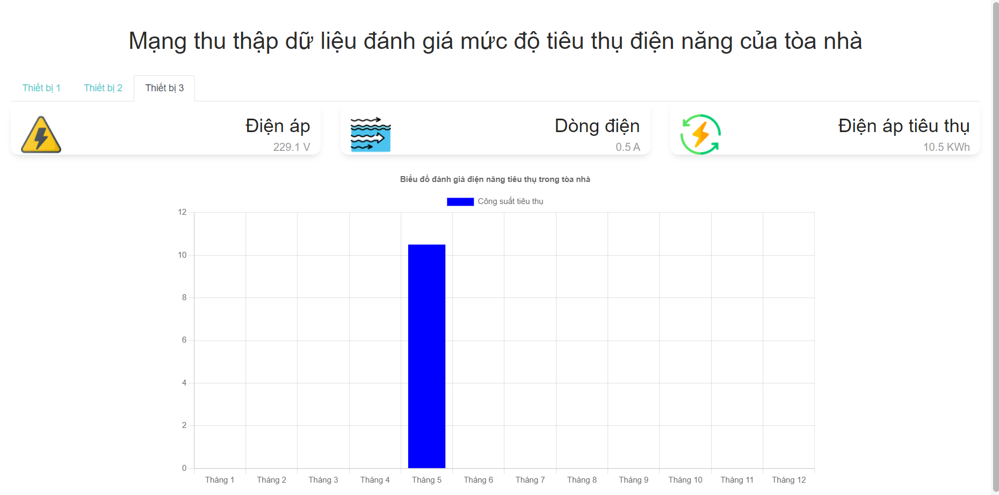 Mạng thu thập dữ liệu đánh giá mức độ tiêu thụ điện năng của tòa nhà
Thiết bị 1 Thiết bị 2 Thiết bị 3
Điện áp
229.1 V
Dòng điện
0.5 A
Điện áp tiêu thụ
10.5 KWh
Biểu đồ đánh giá điện năng tiêu thụ trong tòa nhà
Công suất tiêu thụ
12
10
8
6
4
2
0
Tháng 1 Tháng 2 Tháng 3 Tháng 4 Tháng 5 Tháng 6 Tháng 7 Tháng 8 Tháng 9 Tháng 10 Tháng 11 Tháng 12